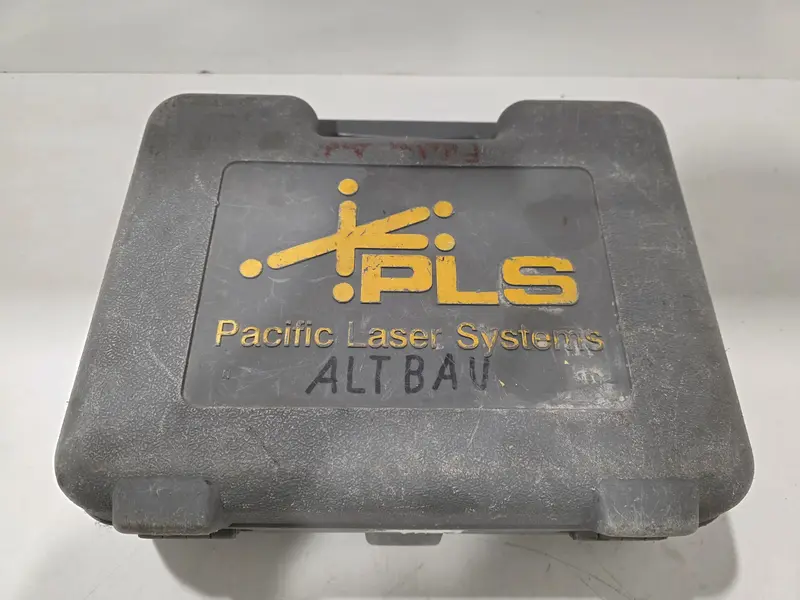 PLS
Pacific Laser Systems
ALTBAU